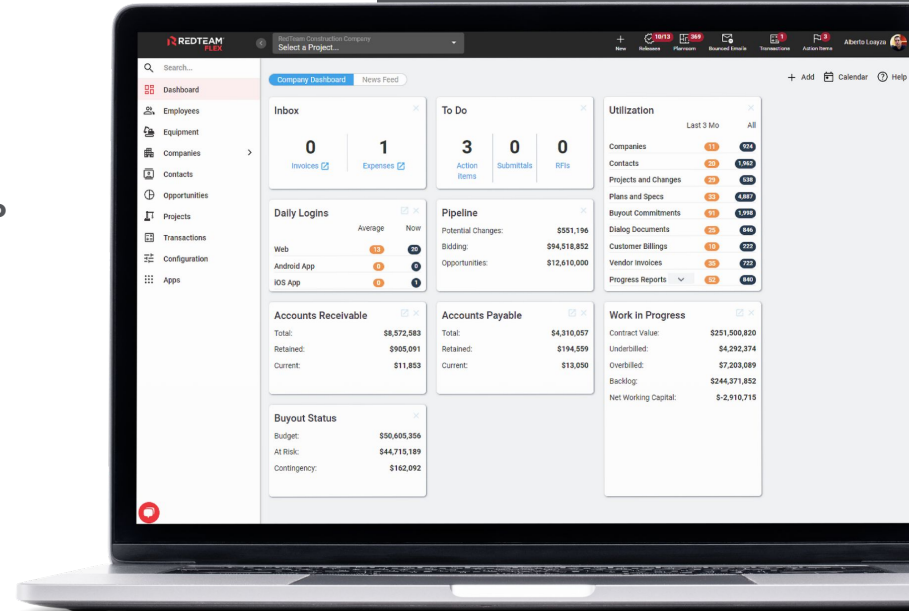 REDTEAM
FLEX
RedTeam Construction Company
Select a Project...
New
10/13
Releases
369
Planroom
Bounced Emails
1
Transactions
3
Action Items
Alberto Loayza
Search...
Dashboard
Employees
Equipment
Companies
Contacts
Opportunities
Projects
Transactions
Configuration
Apps
Company Dashboard News Feed
+ Add Calendar Help
Inbox
0 1
Invoices Expenses
To Do
3 0 0
Action Items Submittals RFIs
Utilization
Last 3 Mo All
Companies 11 924
Contacts 20 1,962
Projects and Changes 29 538
Plans and Specs 33 4,887
Buyout Commitments 91 1,998
Dialog Documents 25 846
Customer Billings 10 222
Vendor Invoices 35 722
Progress Reports 52 840
Daily Logins
Average Now
Web 13 20
Android App 0 0
iOS App 0 1
Pipeline
Potential Changes: $551,196
Bidding: $94,518,852
Opportunities: $12,610,000
Accounts Receivable
Total: $8,572,583
Retained: $905,091
Current: $11,853
Accounts Payable
Total: $4,310,057
Retained: $194,559
Current: $13,050
Work In Progress
Contract Value: $251,500,820
Underbilled: $4,292,374
Overbilled: $7,203,089
Backlog: $244,371,852
Net Working Capital: $-2,910,715
Buyout Status
Budget: $50,605,356
At Risk: $44,715,189
Contingency: $162,092